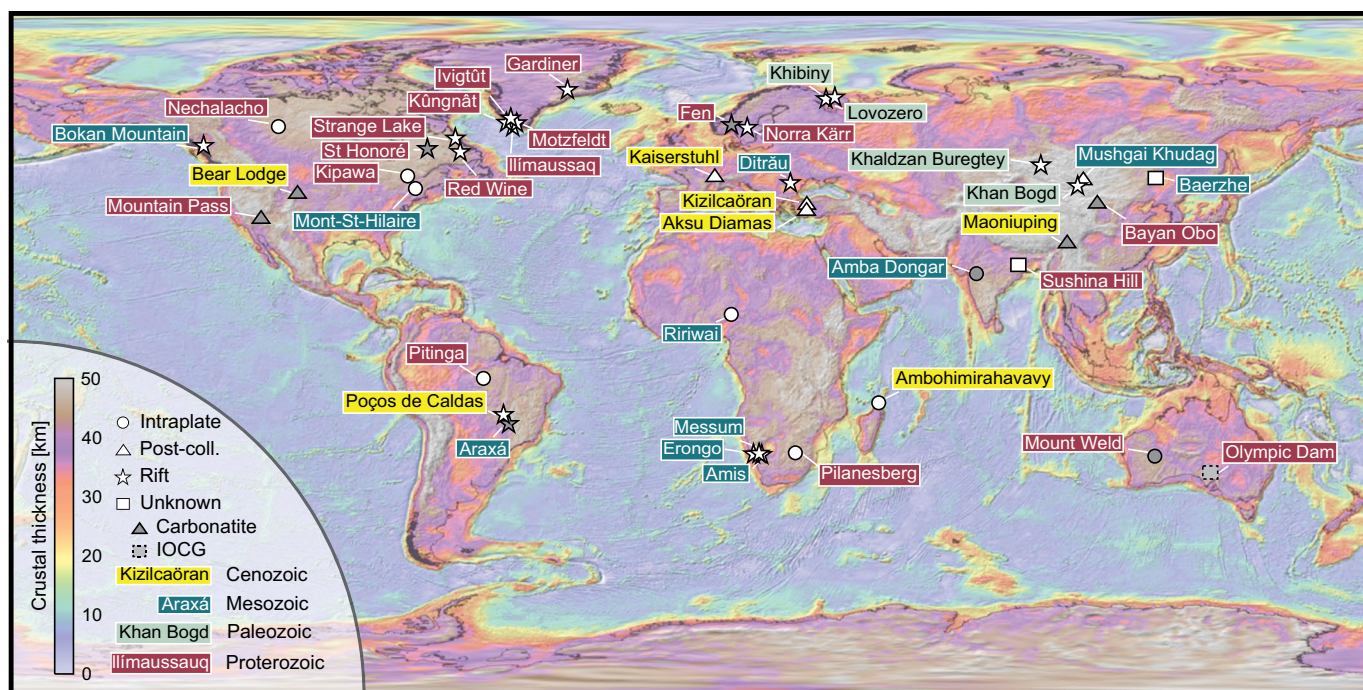 Gardiner
Ivigtût
Khibiny
Nechalacho
Kûngnât
Lovozero
Fen
Bokan Mountain
Strange Lake
Motzfeldt
Norra Kärr
St Honoré
Ilímaussaq
Kaiserstuhl
Ditrău
Khaldzan Buregtey
Mushgai Khudag
Bear Lodge
Kipawa
Red Wine
Kizilcaöran
Khan Bogd
Baerzhe
Mountain Pass
Mont-St-Hilaire
Aksu Diamas
Maoniuping
Bayan Obo
Amba Dongar
Sushina Hill
Ririwai
Pitinga
Poços de Caldas
Ambohimirahavavy
Araxá
Messum
Erongo
Amis
Pilanesberg
Mount Weld
Olympic Dam
Crustal thickness [km]
50
40
30
20
10
0
Intraplate
Post-coll.
Rift
Unknown
Carbonatite
IOCG
Kizilcaöran Cenozoic
Araxá Mesozoic
Khan Bogd Paleozoic
Ilímaussauq Proterozoic